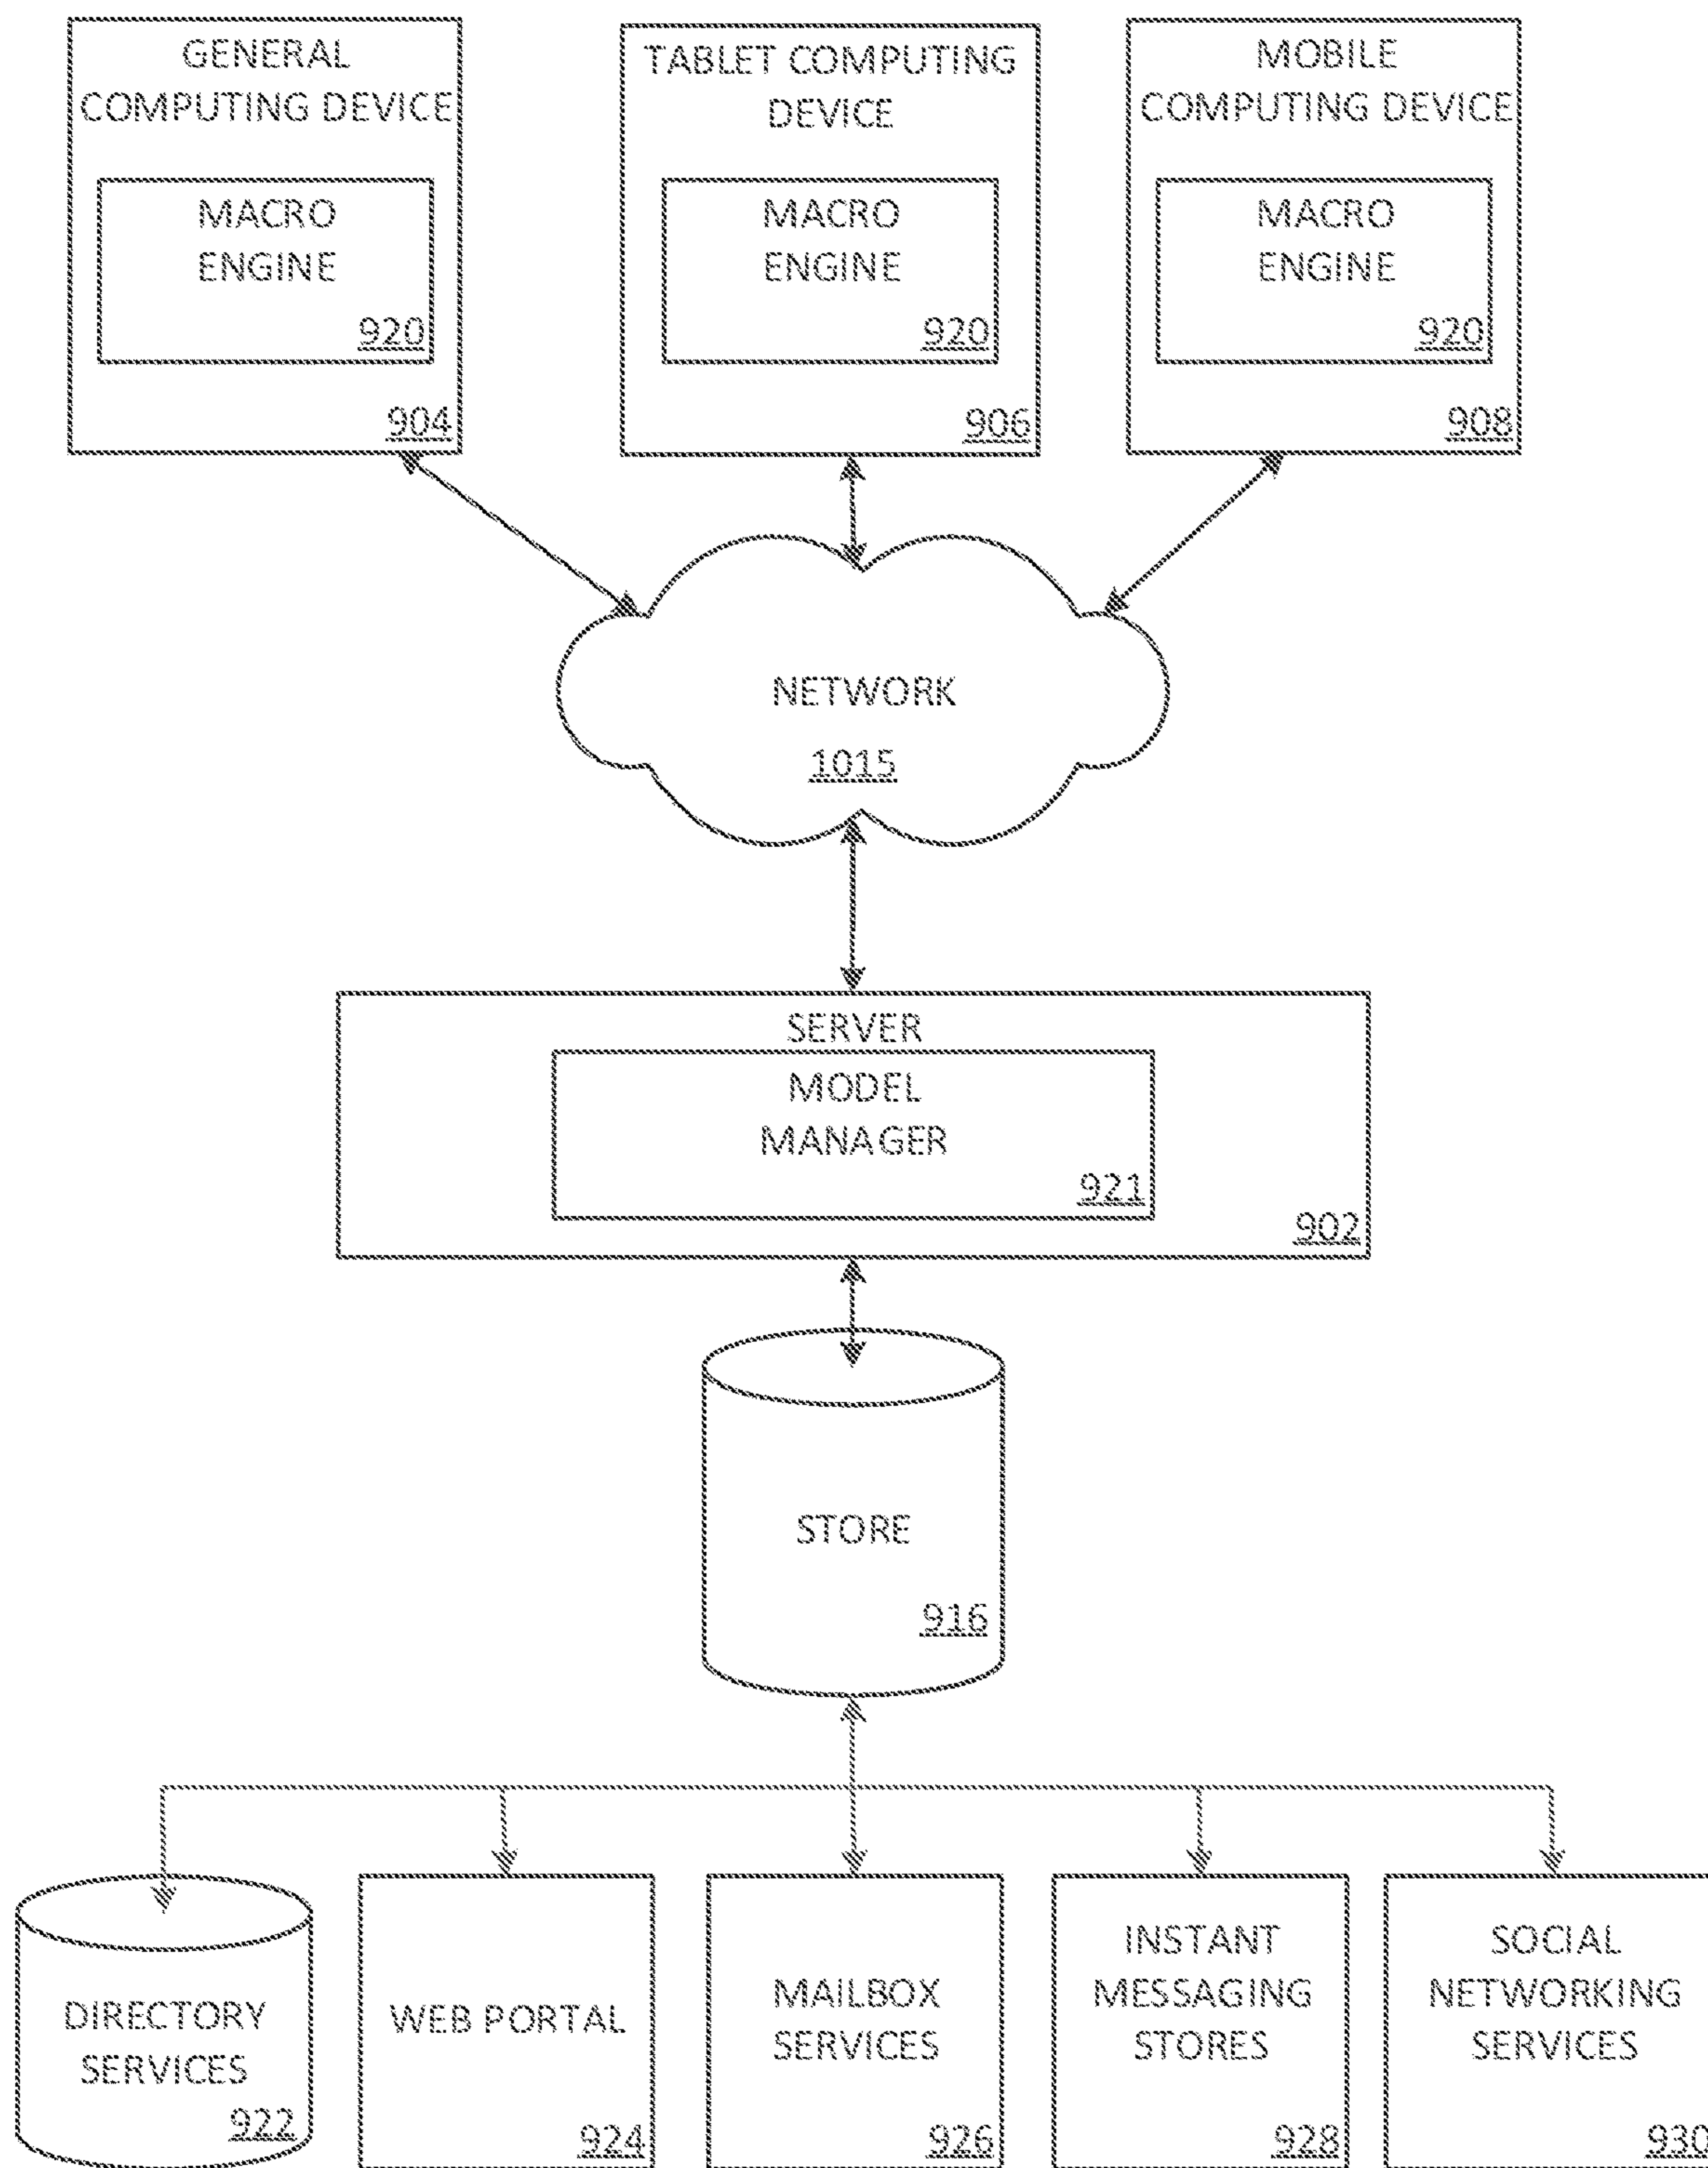 GENERAL
COMPUTING DEVICE
MACRO
ENGINE
920
904
TABLET COMPUTING
DEVICE
MACRO
ENGINE
920
906
MOBILE
COMPUTING DEVICE
MACRO
ENGINE
920
908
NETWORK
1015
SERVER
MODEL
MANAGER
921
902
STORE
916
DIRECTORY
SERVICES
922
WEB PORTAL
924
MAILBOX
SERVICES
926
INSTANT
MESSAGING
STORES
928
SOCIAL
NETWORKING
SERVICES
930